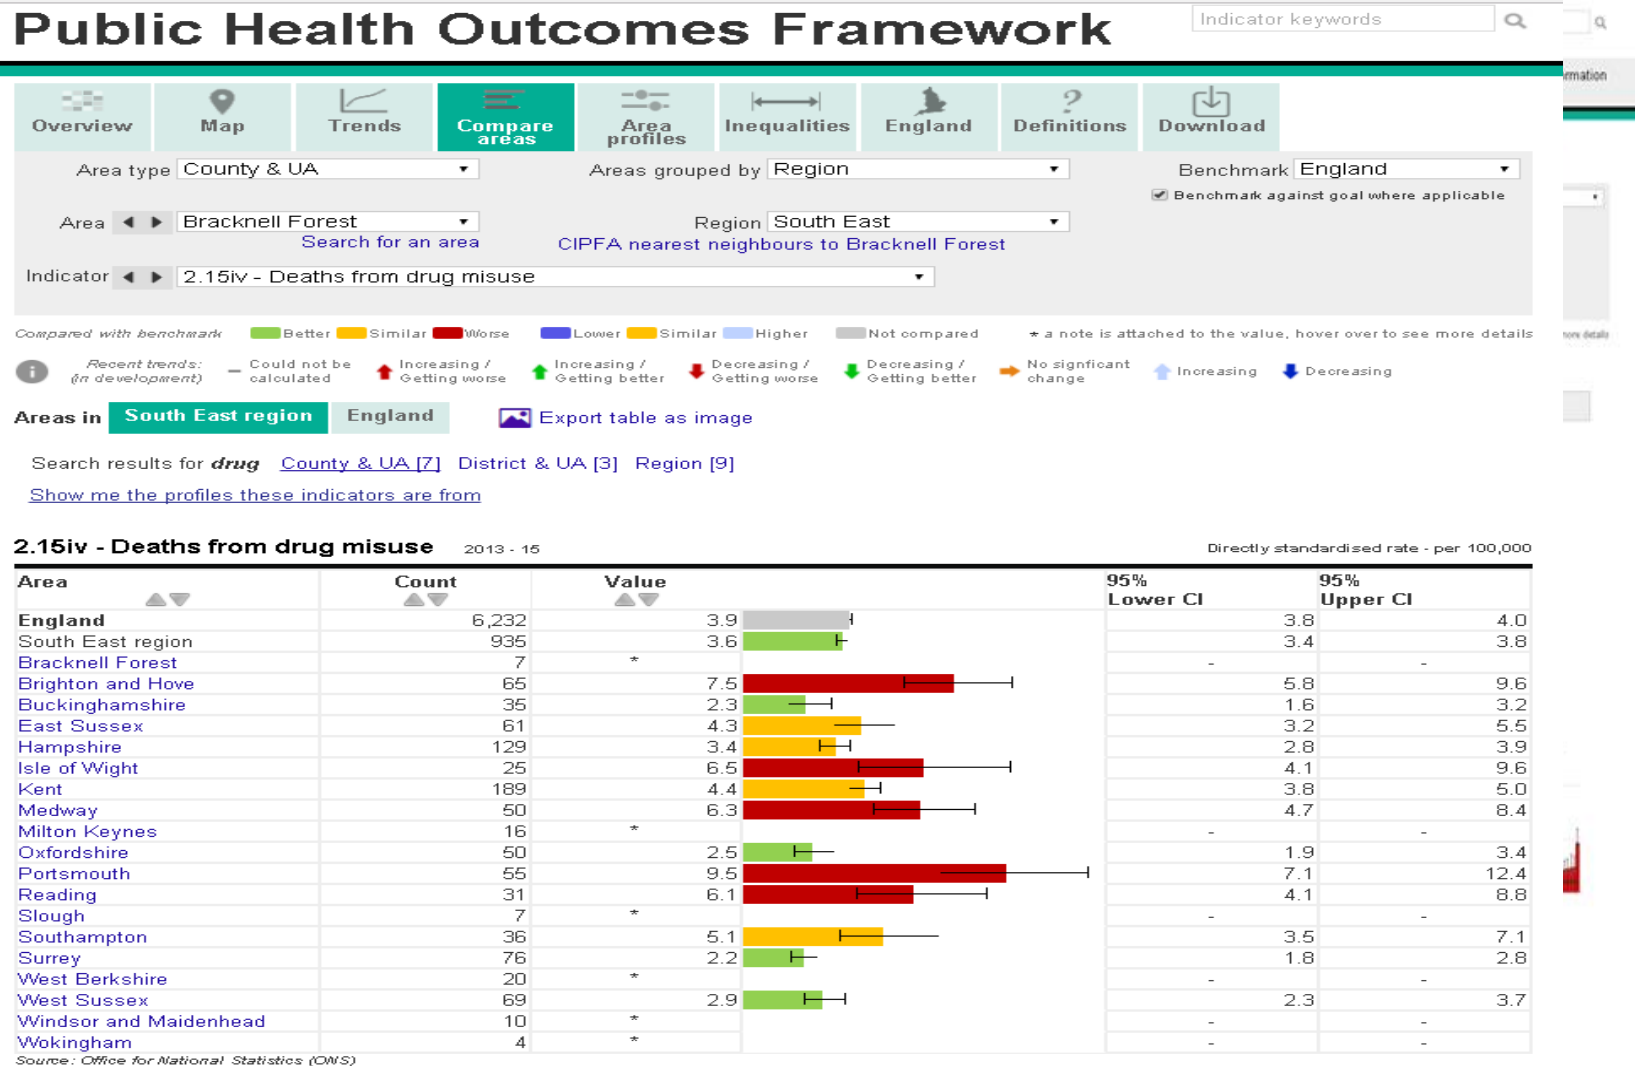 Public Health Outcomes Framework
Indicator keywords
rmation
Overview Map Trends Compare areas Area profiles Inequalities England Definitions Download
Area type County & UA Areas grouped by Region Benchmark England
Benchmark against goal where applicable
Area Bracknell Forest Region South East
Search for an area CIPFA nearest neighbours to Bracknell Forest
Indicator 2.15iv - Deaths from drug misuse
Compared with benchmark Better Similar Worse Lower Similar Higher Not compared * a note is attached to the value, hover over to see more details
more details
Recent trends: (in development) – Could not be calculated Increasing / Getting worse Increasing / Getting better Decreasing / Getting worse Decreasing / Getting better No signficant change Increasing Decreasing
Areas in South East region England Export table as image
Search results for drug County & UA [7] District & UA [3] Region [9]
Show me the profiles these indicators are from
2.15iv - Deaths from drug misuse 2013 - 15 Directly standardised rate - per 100,000
Area Count Value 95% Lower CI 95% Upper CI
England 6,232 3.9 3.8 4.0
South East region 935 3.6 3.4 3.8
Bracknell Forest 7 * - -
Brighton and Hove 65 7.5 5.8 9.6
Buckinghamshire 35 2.3 1.6 3.2
East Sussex 61 4.3 3.2 5.5
Hampshire 129 3.4 2.8 3.9
Isle of Wight 25 6.5 4.1 9.6
Kent 189 4.4 3.8 5.0
Medway 50 6.3 4.7 8.4
Milton Keynes 16 * - -
Oxfordshire 50 2.5 1.9 3.4
Portsmouth 55 9.5 7.1 12.4
Reading 31 6.1 4.1 8.8
Slough 7 * - -
Southampton 36 5.1 3.5 7.1
Surrey 76 2.2 1.8 2.8
West Berkshire 20 * - -
West Sussex 69 2.9 2.3 3.7
Windsor and Maidenhead 10 * - -
Wokingham 4 * - -
Source: Office for National Statistics (ONS)